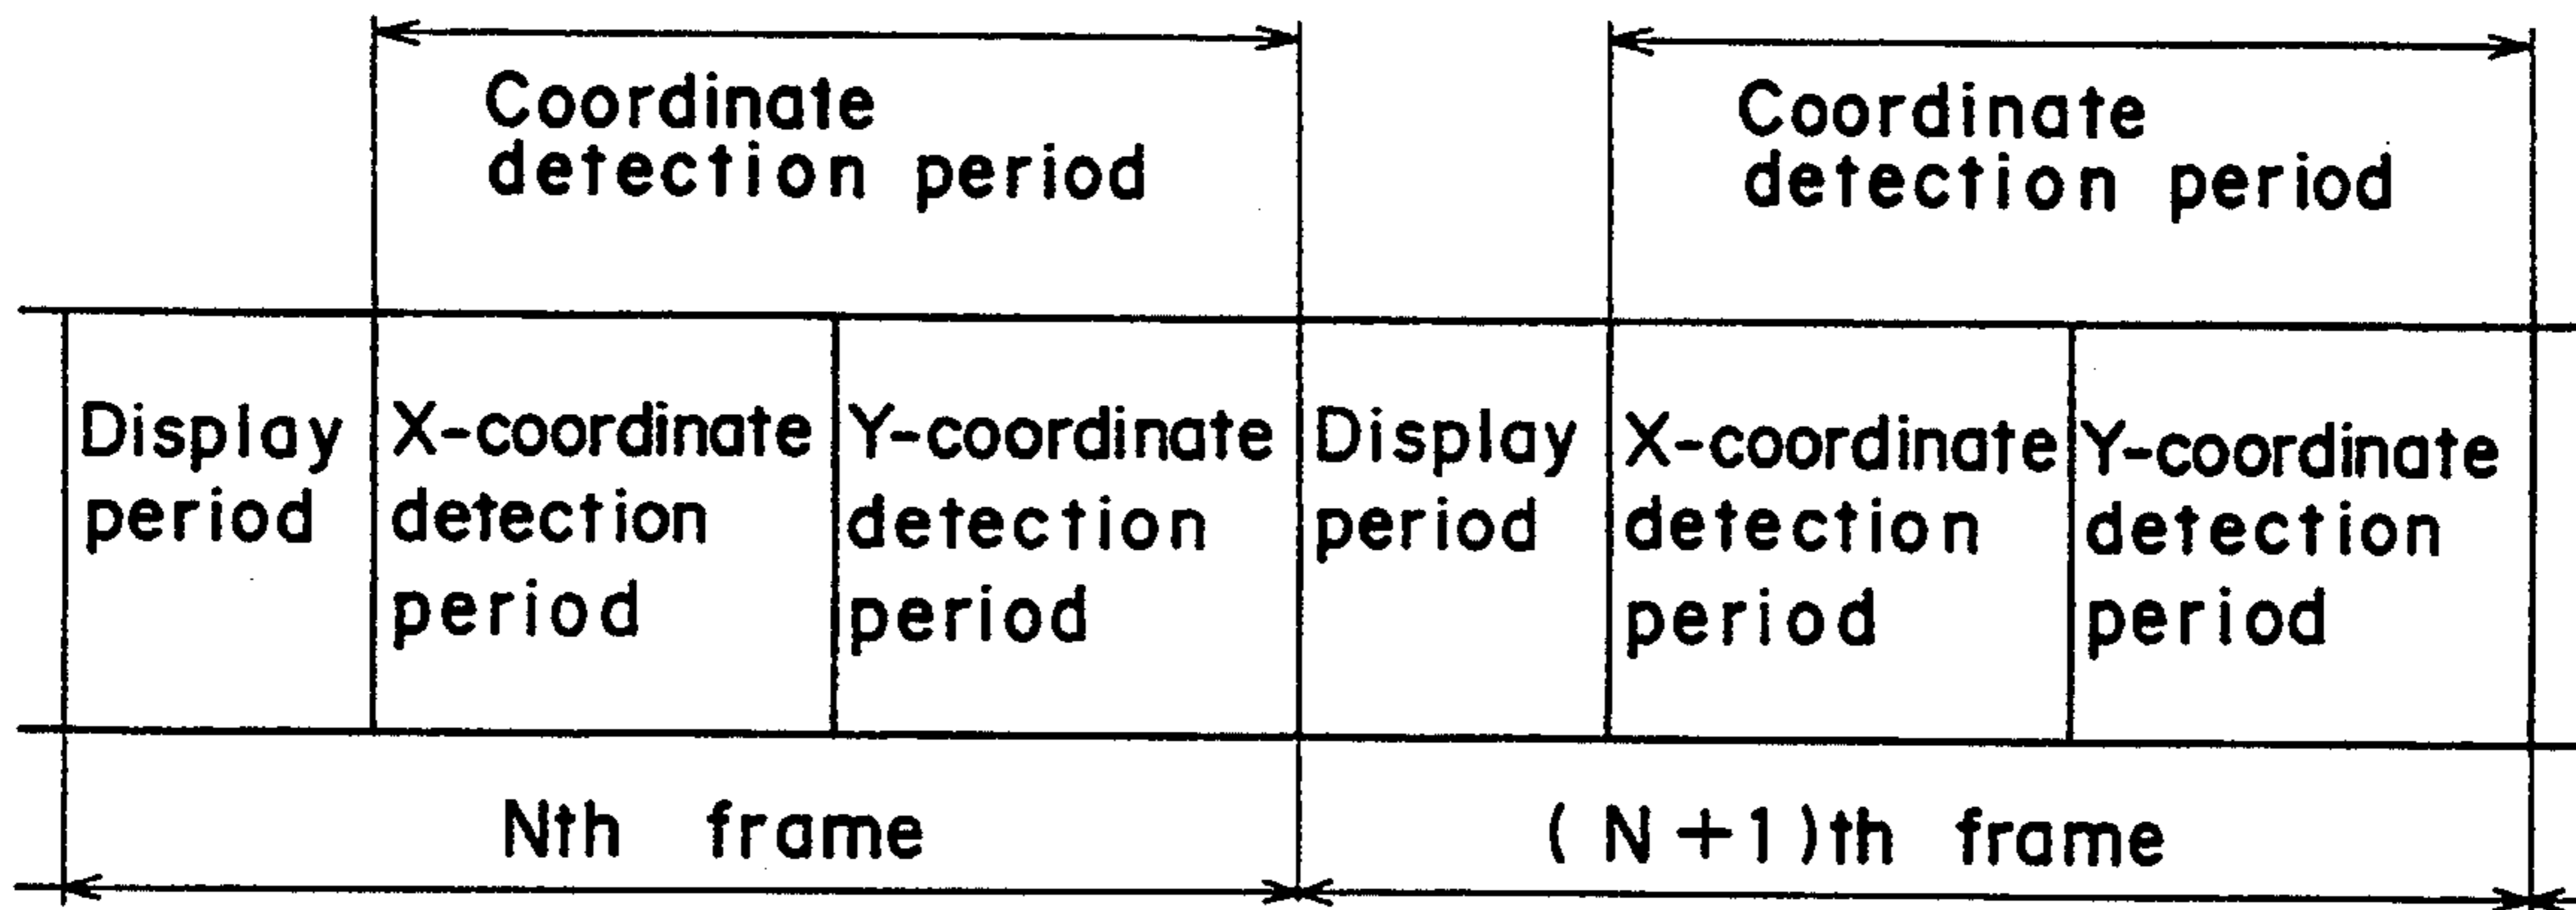 Coordinate
detection period
Coordinate
detection period
Display
period
X-coordinate
detection
period
Y-coordinate
detection
period
Display
period
X-coordinate
detection
period
Y-coordinate
detection
period
Nth frame
(N+1)th frame